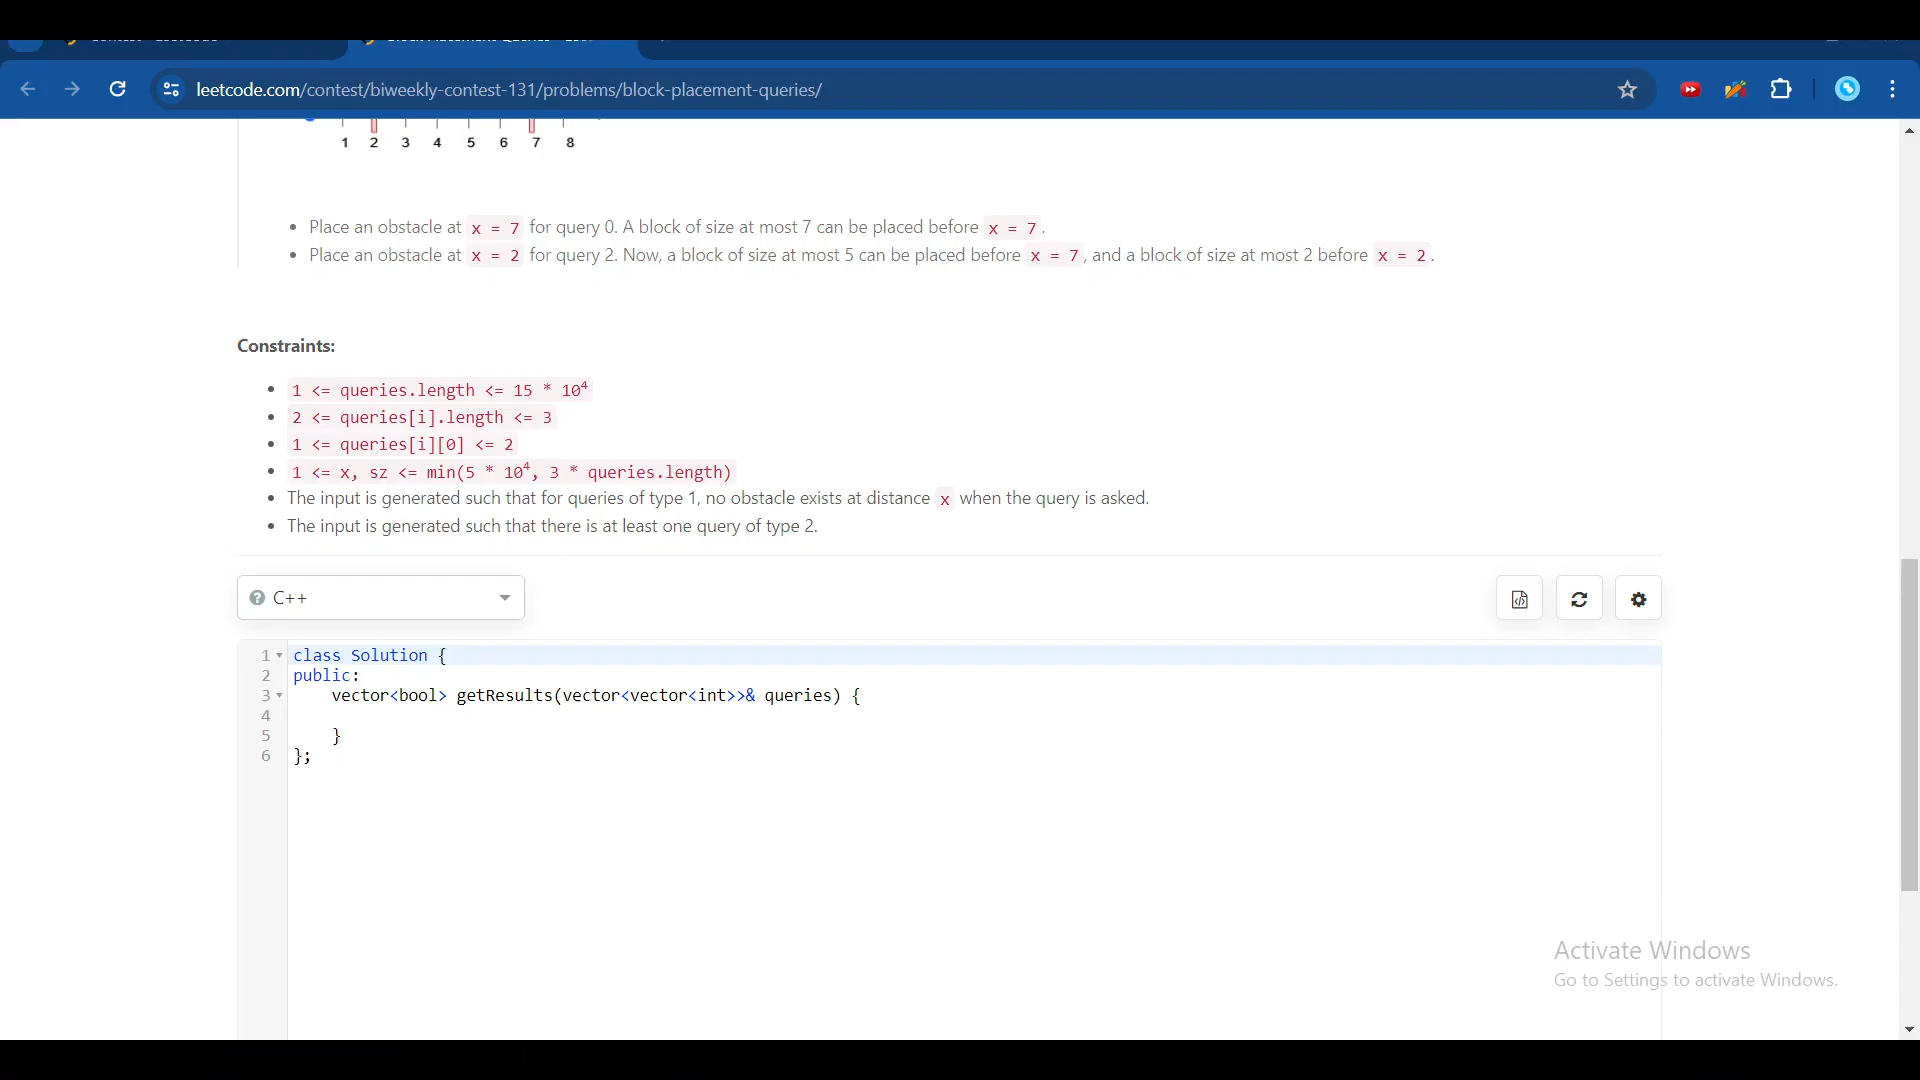 leetcode.com/contest/biweekly-contest-131/problems/block-placement-queries/
1 2 3 4 5 6 7 8
Place an obstacle at x = 7 for query 0. A block of size at most 7 can be placed before x = 7.
Place an obstacle at x = 2 for query 2. Now, a block of size at most 5 can be placed before x = 7, and a block of size at most 2 before x = 2.
Constraints:
1 <= queries.length <= 15 * 10⁴
2 <= queries[i].length <= 3
1 <= queries[i][0] <= 2
1 <= x, sz <= min(5 * 10⁴, 3 * queries.length)
The input is generated such that for queries of type 1, no obstacle exists at distance x when the query is asked.
The input is generated such that there is at least one query of type 2.
C++
1 class Solution {
2 public:
3     vector<bool> getResults(vector<vector<int>>& queries) {
4
5     }
6 };
Activate Windows
Go to Settings to activate Windows.